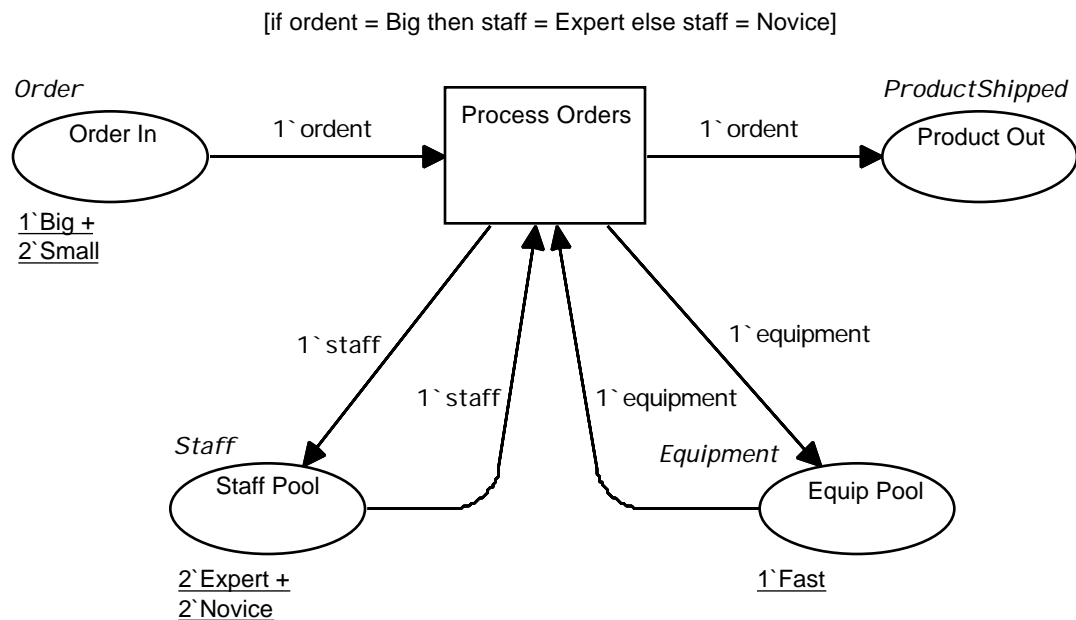 [if ordent = Big then staff = Expert else staff = Novice]
Order
Order In
1`Big +
2`Small
1`ordent
Process Orders
1`ordent
ProductShipped
Product Out
1`staff
1`staff
1`equipment
1`equipment
Staff
Staff Pool
2`Expert +
2`Novice
Equipment
Equip Pool
1`Fast